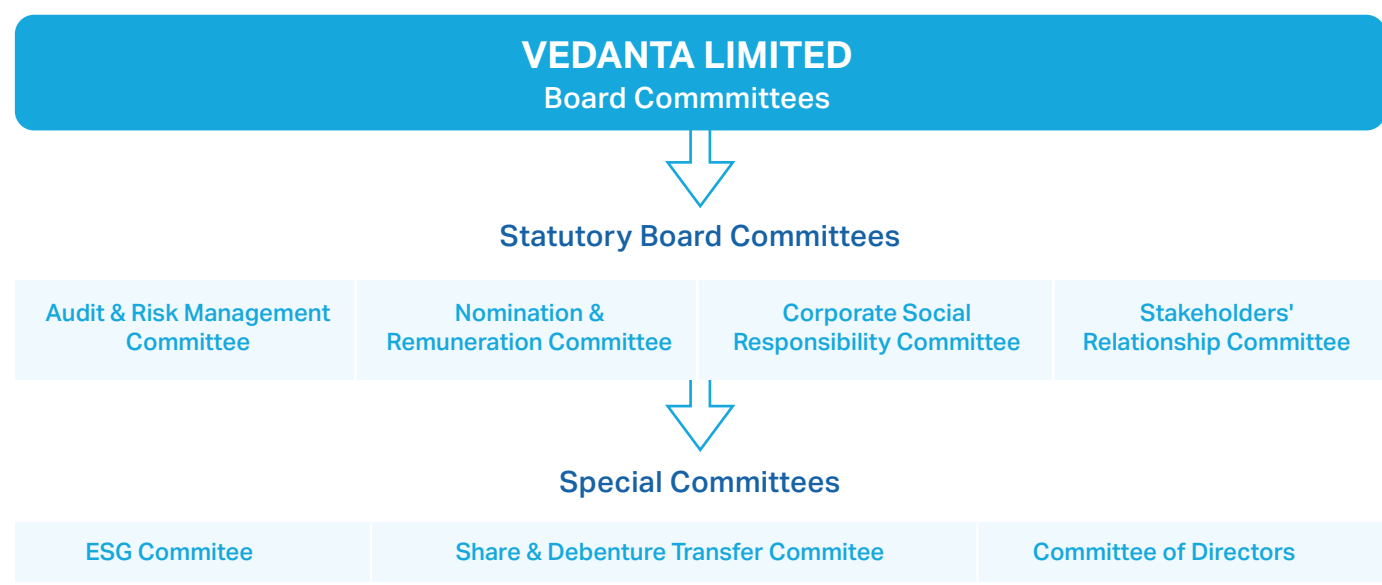 VEDANTA LIMITED
Board Commmittees
Statutory Board Committees
Audit & Risk Management
Committee
Nomination &
Remuneration Committee
Corporate Social
Responsibility Committee
Stakeholders'
Relationship Committee
Special Committees
ESG Commitee
Share & Debenture Transfer Commitee
Committee of Directors